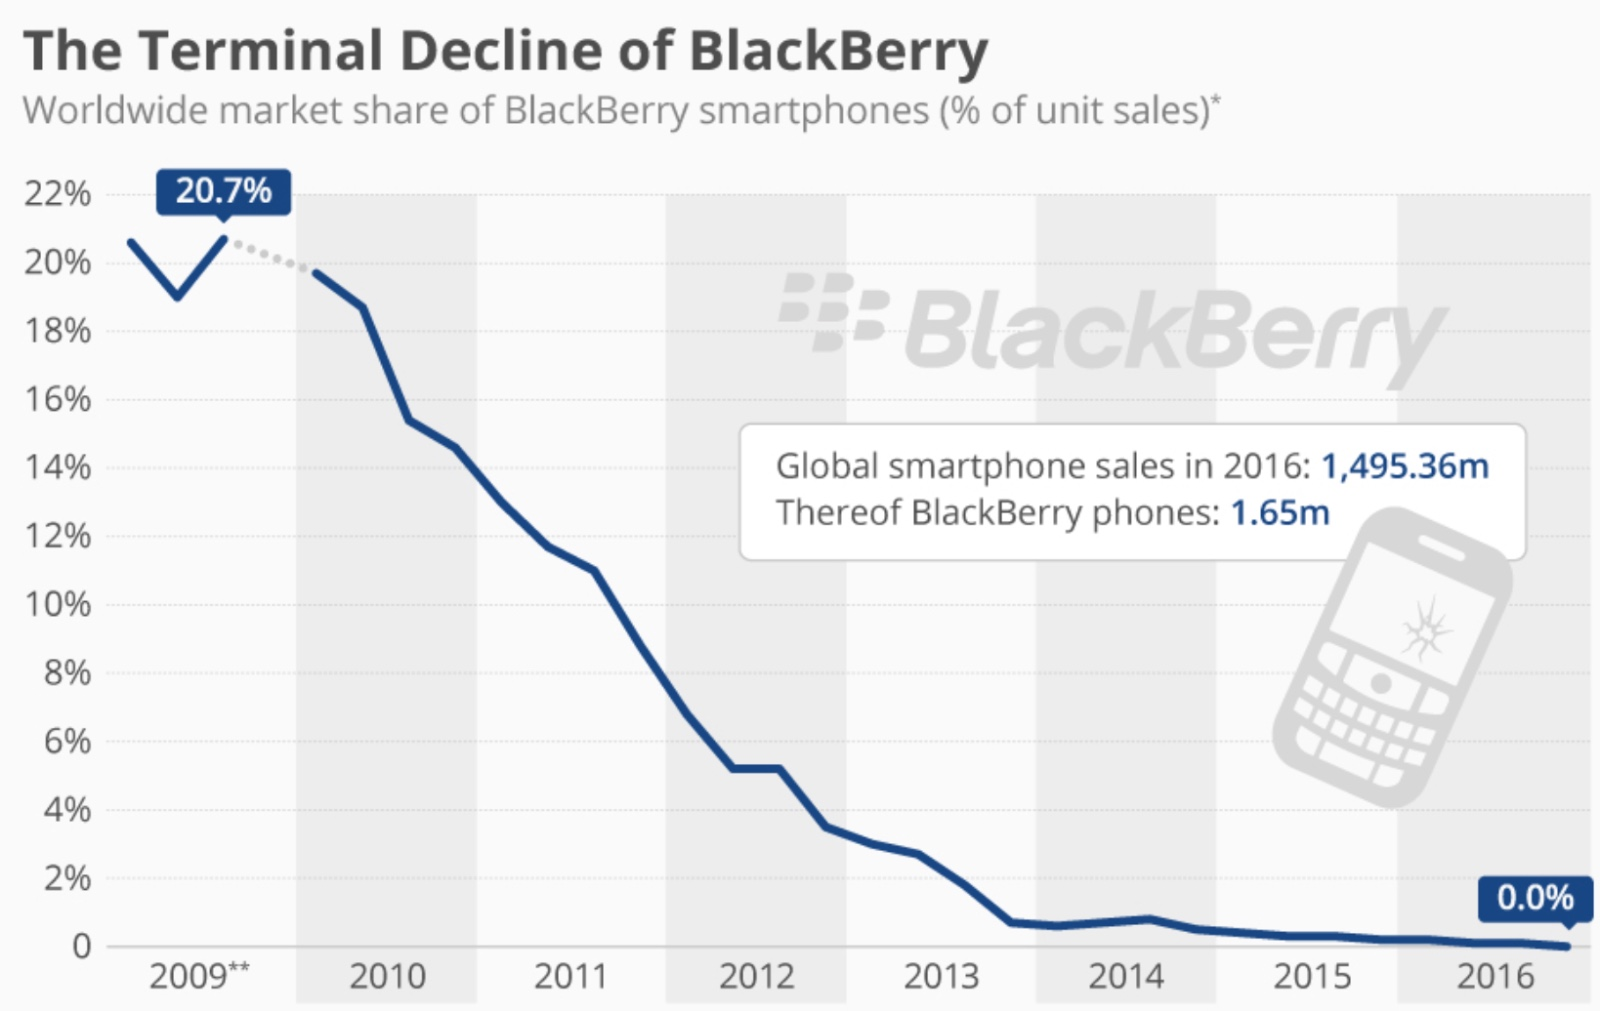 The Terminal Decline of BlackBerry
Worldwide market share of BlackBerry smartphones (% of unit sales)*
22%
20.7%
20%
18%
BlackBerry
16%
Global smartphone sales in 2016: 1,495.36m
14%
Thereof BlackBerry phones: 1.65m
12%
10%
8%
6%
4%
2%
0.0%
0
2009** 2010 2011 2012 2013 2014 2015 2016